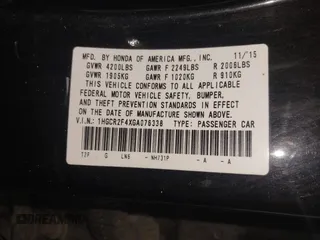 MFD. BY HONDA OF AMERICA MFG., INC. 11/15
GVWR 4200LBS GAWR F 2249LBS R 2006LBS
GVWR 1905KG GAWR F 1020KG R 910KG
THIS VEHICLE CONFORMS TO ALL APPLICABLE
FEDERAL MOTOR VEHICLE SAFETY, BUMPER,
AND THEFT PREVENTION STANDARDS IN EFFECT
ON THE DATE OF MANUFACTURE SHOWN ABOVE.
V.I.N.: 1HGCR2F4XGA076338 TYPE: PASSENGER CAR
G NH731P - A - A